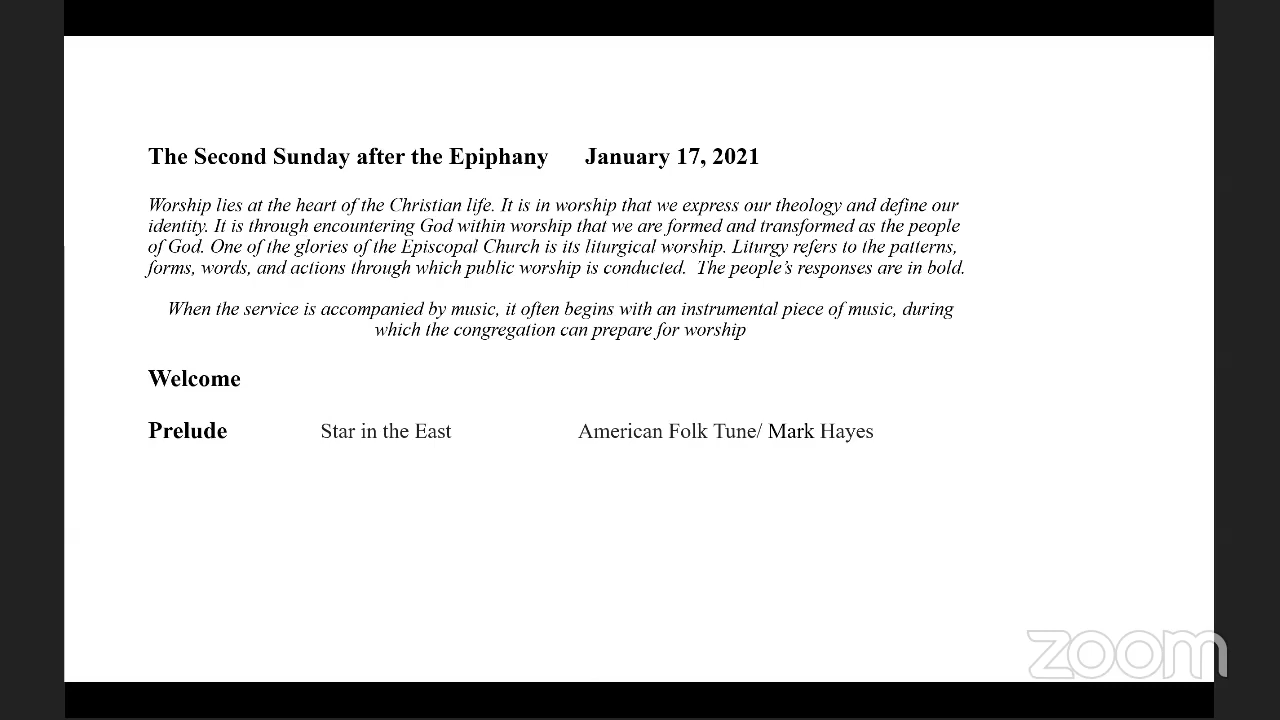 The Second Sunday after the Epiphany January 17, 2021
Worship lies at the heart of the Christian life. It is in worship that we express our theology and define our
identity. It is through encountering God within worship that we are formed and transformed as the people
of God. One of the glories of the Episcopal Church is its liturgical worship. Liturgy refers to the patterns,
forms, words, and actions through which public worship is conducted. The people’s responses are in bold.
When the service is accompanied by music, it often begins with an instrumental piece of music, during
which the congregation can prepare for worship
Welcome
Prelude Star in the East American Folk Tune/ Mark Hayes
zoom